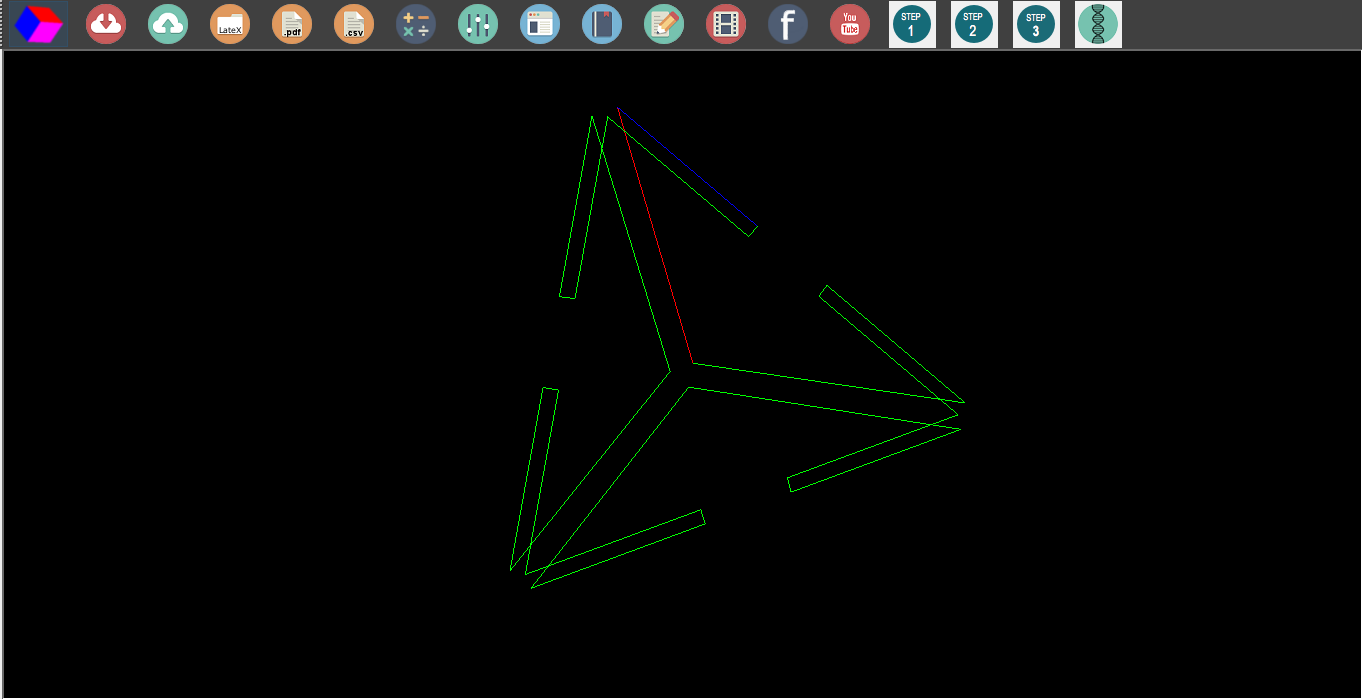 LateX
.pdf
.csv
f
You
Tube
STEP
1
STEP
2
STEP
3